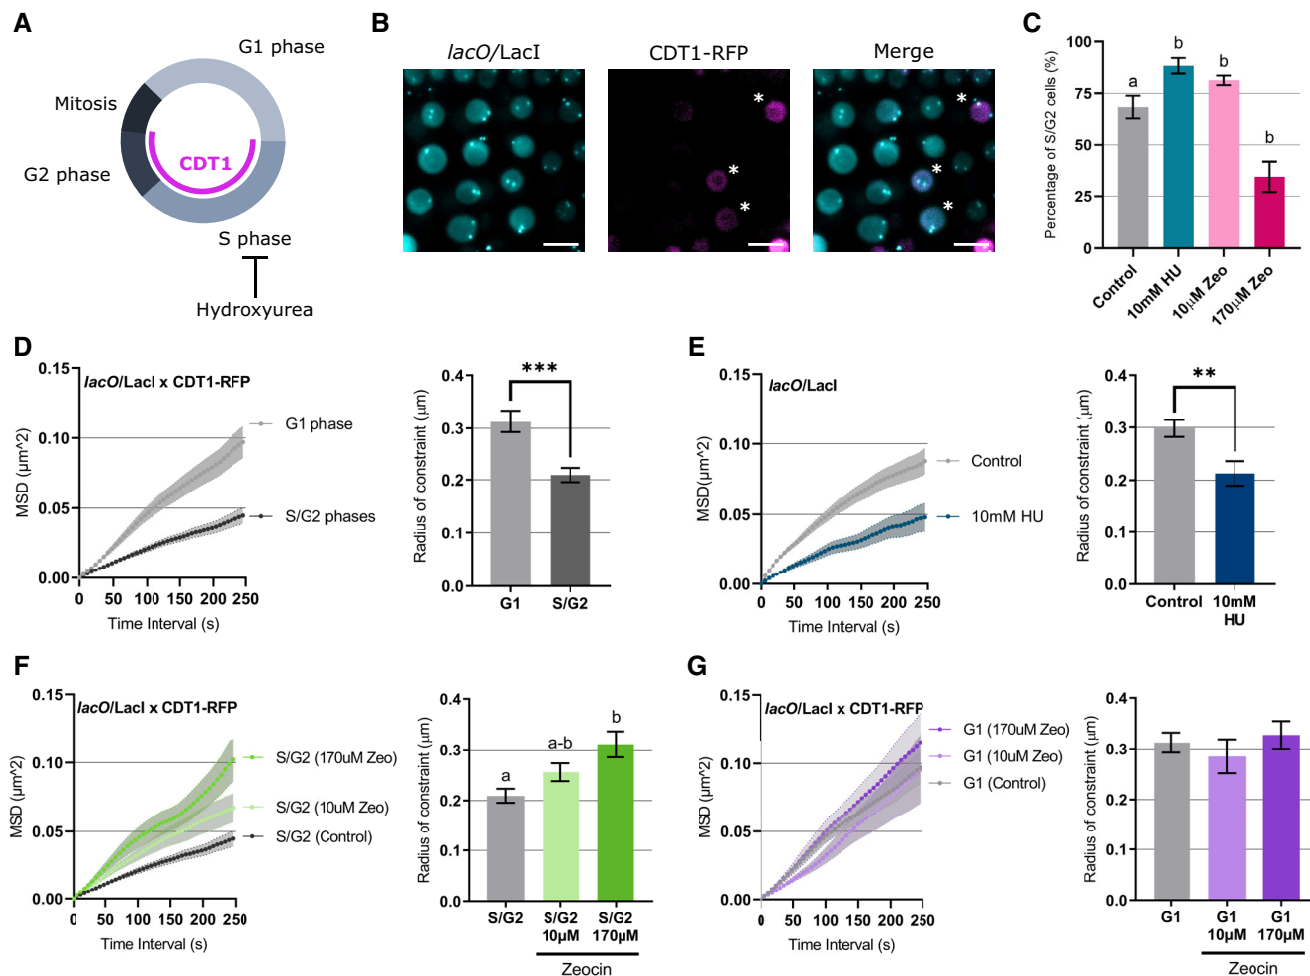 A
G1 phase
Mitosis
CDT1
G2 phase
S phase
Hydroxyurea
B
lacO/LacI
CDT1-RFP
Merge
*
*
*
*
*
*
C
Percentage of S/G2 cells (%)
100
75
50
25
0
a
b
b
b
Control
10mM HU
10μM Zeo
170μM Zeo
D
lacO/LacI x CDT1-RFP
MSD (μm^2)
0.15
0.10
0.05
0.00
0 50 100 150 200 250
Time Interval (s)
G1 phase
S/G2 phases
Radius of constraint (μm)
0.4
0.3
0.2
0.1
0.0
***
G1 S/G2
E
lacO/LacI
MSD(μm^2)
0.15
0.10
0.05
0.00
0 50 100 150 200 250
Time Interval (s)
Control
10mM HU
Radius of constraint (μm)
0.4
0.3
0.2
0.1
0.0
**
Control 10mM
HU
F
lacO/LacI x CDT1-RFP
MSD (μm^2)
0.15
0.10
0.05
0.00
0 50 100 150 200 250
Time Interval (s)
S/G2 (170uM Zeo)
S/G2 (10uM Zeo)
S/G2 (Control)
Radius of constraint (μm)
0.4
0.3
0.2
0.1
0.0
a
a-b
b
S/G2 S/G2 S/G2
10μM 170μM
Zeocin
G
lacO/LacI x CDT1-RFP
MSD (μm^2)
0.15
0.10
0.05
0.00
0 50 100 150 200 250
Time Interval (s)
G1 (170uM Zeo)
G1 (10uM Zeo)
G1 (Control)
Radius of constraint (μm)
0.4
0.3
0.2
0.1
0.0
G1 G1 G1
10μM 170μM
Zeocin